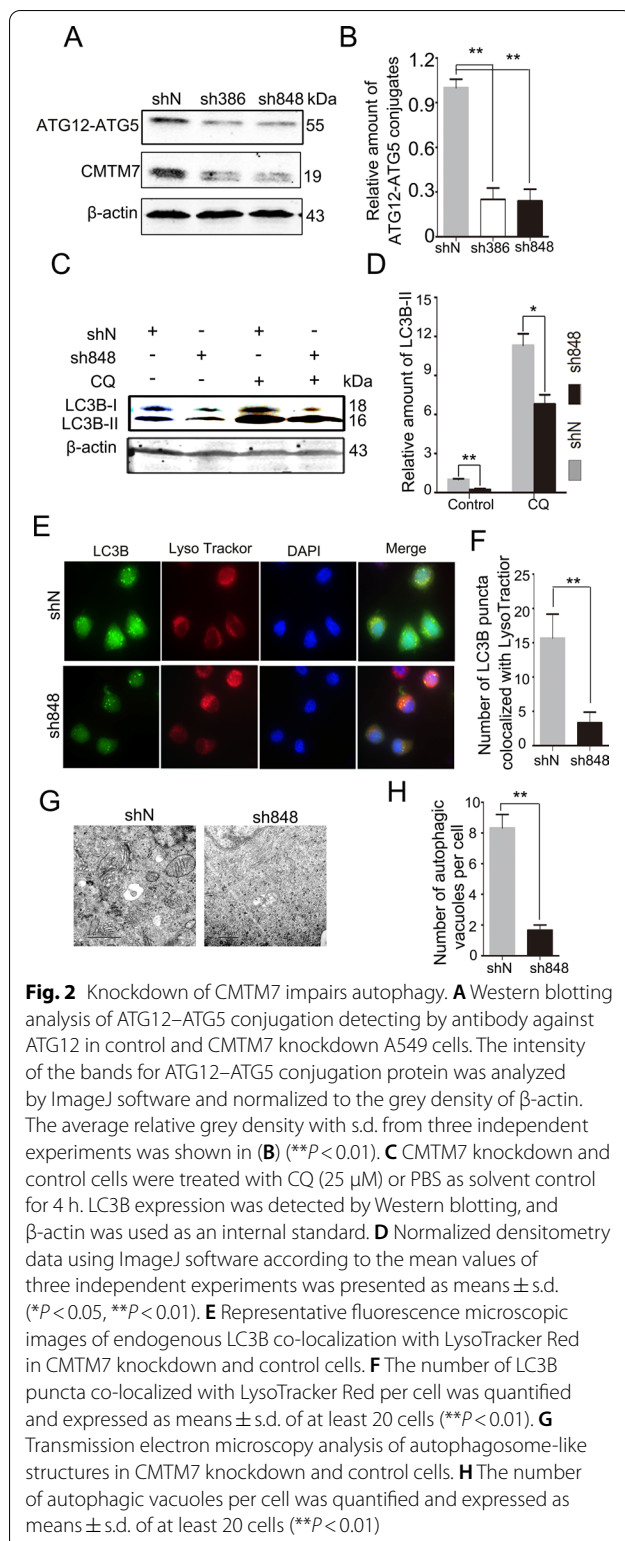 A
shN sh386 sh848 kDa
ATG12-ATG5
55
CMTM7
19
β-actin
43
B
Relative amount of
ATG12-ATG5 conjugates
1.2
0.9
0.6
0.3
0
** **
shN sh386 sh848
C
shN + - + -
sh848 - + - +
CQ - - + + kDa
LC3B-I 18
LC3B-II 16
β-actin 43
D
Relative amount of LC3B-II
15
12
9
6
3
0
**
*
Control CQ
shN sh848
E
LC3B Lyso Trackor DAPI Merge
shN
sh848
F
Number of LC3B puncta
colocalized with LysoTraction
25
20
15
10
5
0
**
shN sh848
G
shN sh848
H
Number of autophagic
vacuoles per cell
10
8
6
4
2
0
**
shN sh848
Fig. 2 Knockdown of CMTM7 impairs autophagy. A Western blotting
analysis of ATG12–ATG5 conjugation detecting by antibody against
ATG12 in control and CMTM7 knockdown A549 cells. The intensity
of the bands for ATG12–ATG5 conjugation protein was analyzed
by ImageJ software and normalized to the grey density of β-actin.
The average relative grey density with s.d. from three independent
experiments was shown in (B) (**P < 0.01). C CMTM7 knockdown and
control cells were treated with CQ (25 μM) or PBS as solvent control
for 4 h. LC3B expression was detected by Western blotting, and
β-actin was used as an internal standard. D Normalized densitometry
data using ImageJ software according to the mean values of
three independent experiments was presented as means ± s.d.
(*P < 0.05, **P < 0.01). E Representative fluorescence microscopic
images of endogenous LC3B co-localization with LysoTracker Red
in CMTM7 knockdown and control cells. F The number of LC3B
puncta co-localized with LysoTracker Red per cell was quantified
and expressed as means ± s.d. of at least 20 cells (**P < 0.01). G
Transmission electron microscopy analysis of autophagosome-like
structures in CMTM7 knockdown and control cells. H The number
of autophagic vacuoles per cell was quantified and expressed as
means ± s.d. of at least 20 cells (**P < 0.01)